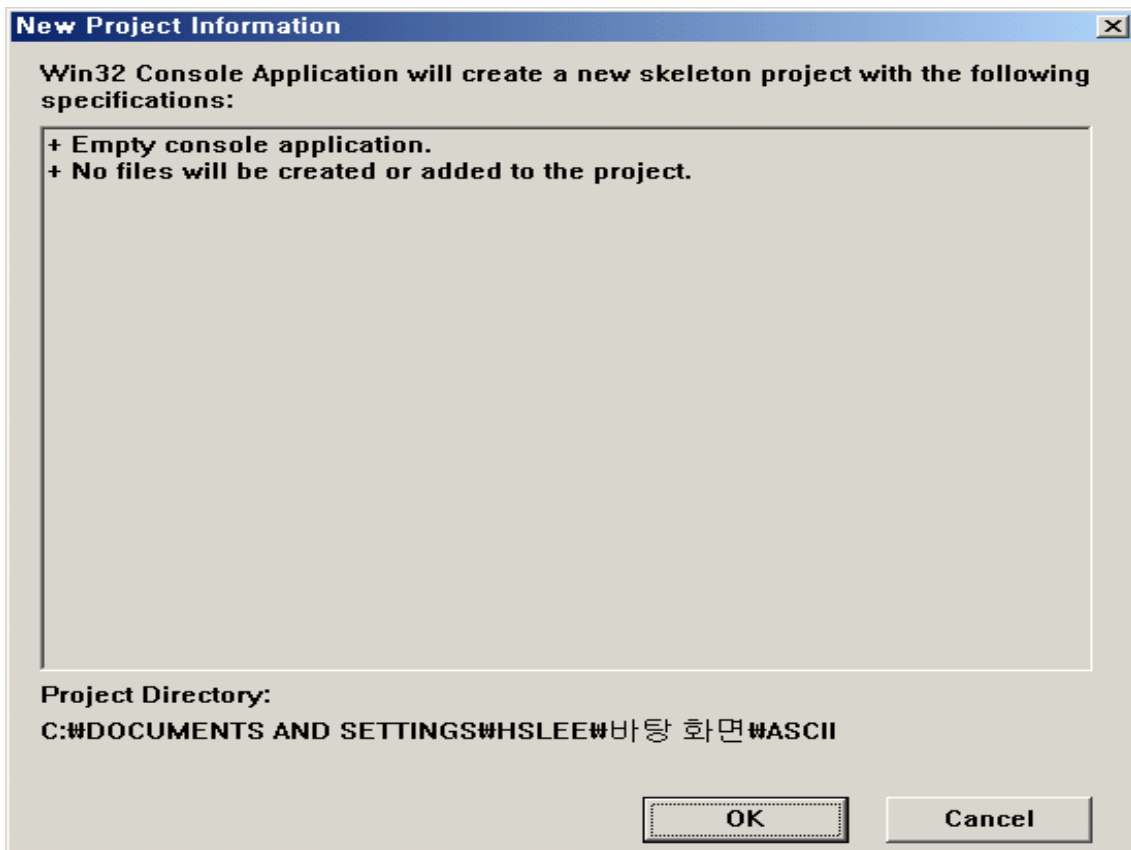 New Project Information
Win32 Console Application will create a new skeleton project with the following
specifications:
+ Empty console application.
+ No files will be created or added to the project.
Project Directory:
C:₩DOCUMENTS AND SETTINGS₩HSLEE₩바탕 화면₩ASCII
OK
Cancel